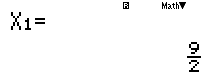 R Math▼
X1=
9/2